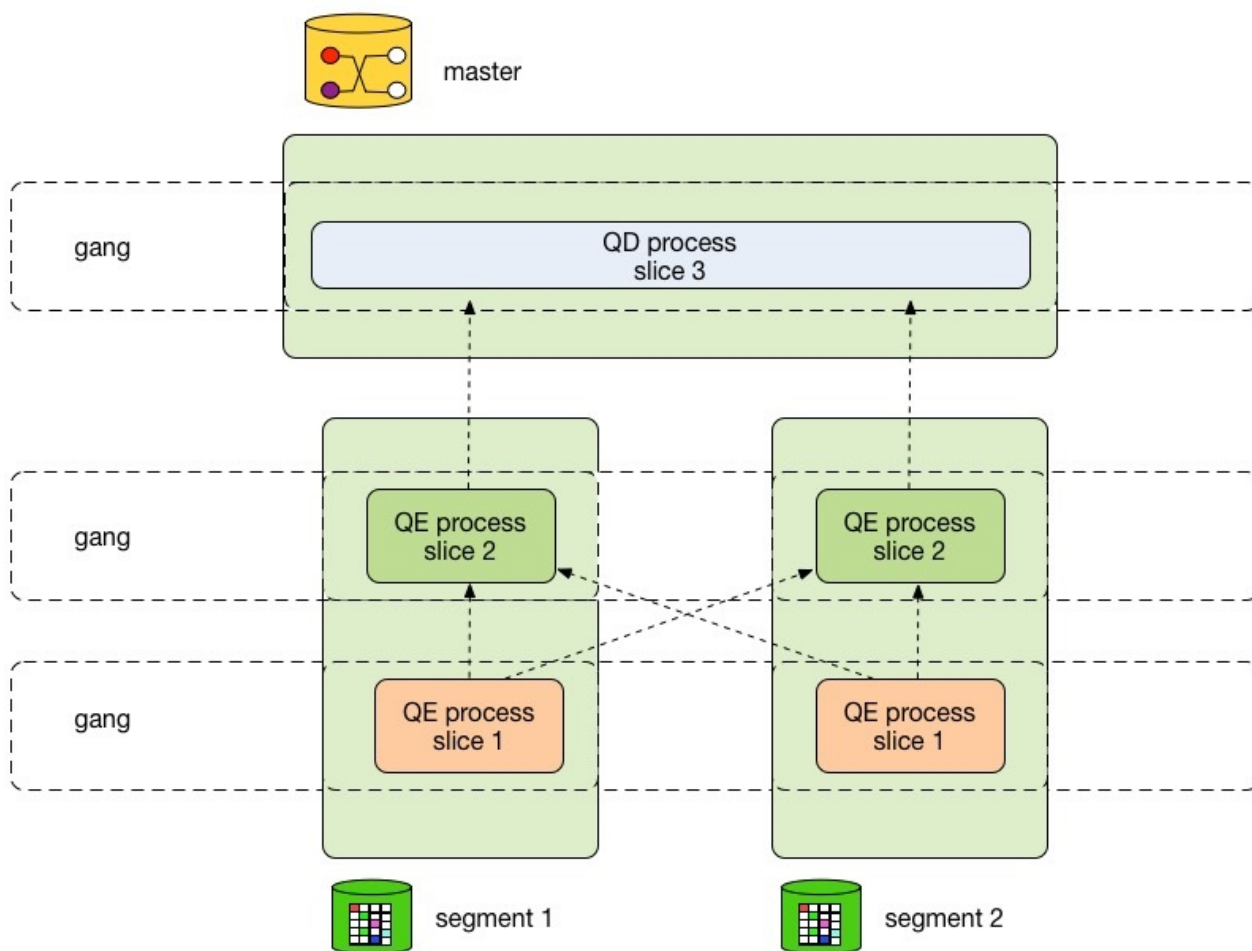 master
gang
QD process
slice 3
gang
QE process
slice 2
QE process
slice 2
gang
QE process
slice 1
QE process
slice 1
segment 1
segment 2